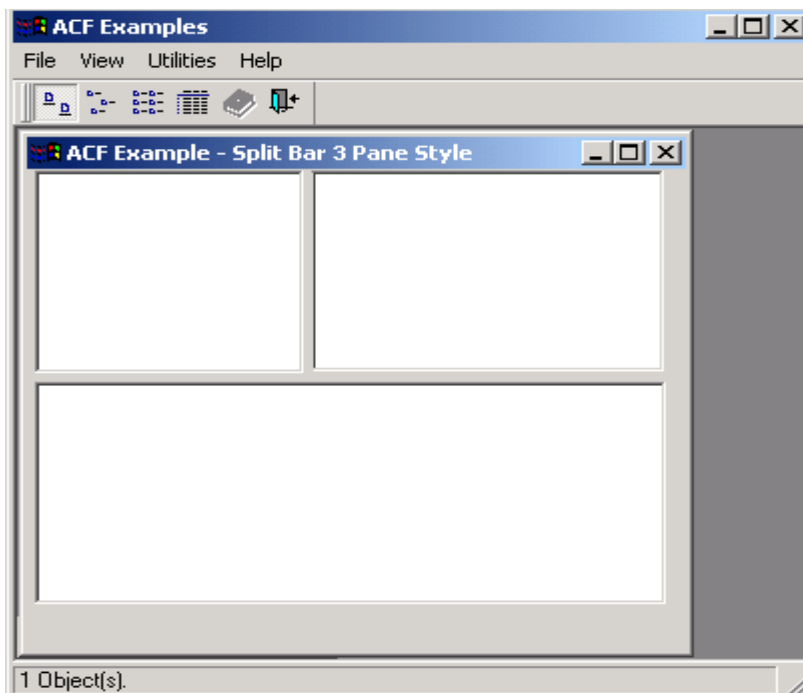 ACF Examples
File View Utilities Help
ACF Example - Split Bar 3 Pane Style
1 Object(s).